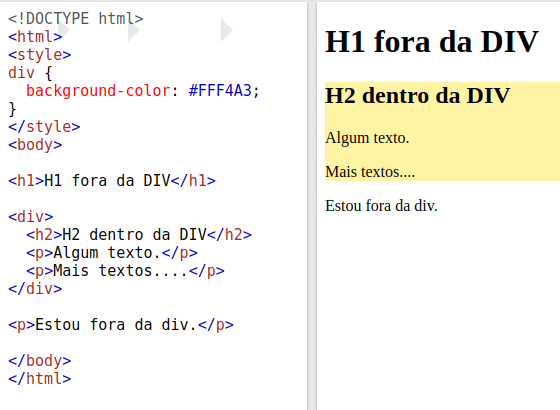 <!DOCTYPE html>
<html>
<style>
div {
  background-color: #FFF4A3;
}
</style>
<body>
<h1>H1 fora da DIV</h1>
<div>
  <h2>H2 dentro da DIV</h2>
  <p>Algum texto.</p>
  <p>Mais textos....</p>
</div>
<p>Estou fora da div.</p>
</body>
</html>
H1 fora da DIV
H2 dentro da DIV
Algum texto.
Mais textos....
Estou fora da div.